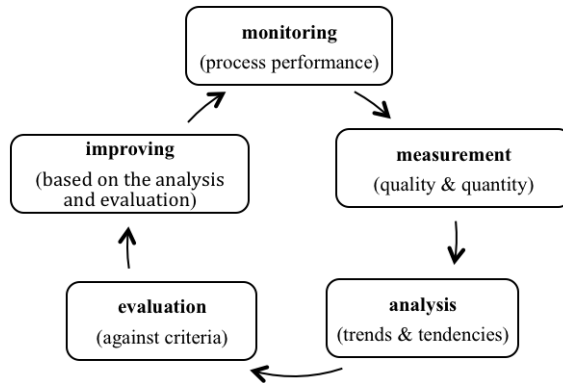 monitoring
(process performance)
measurement
(quality & quantity)
analysis
(trends & tendencies)
evaluation
(against criteria)
improving
(based on the analysis
and evaluation)